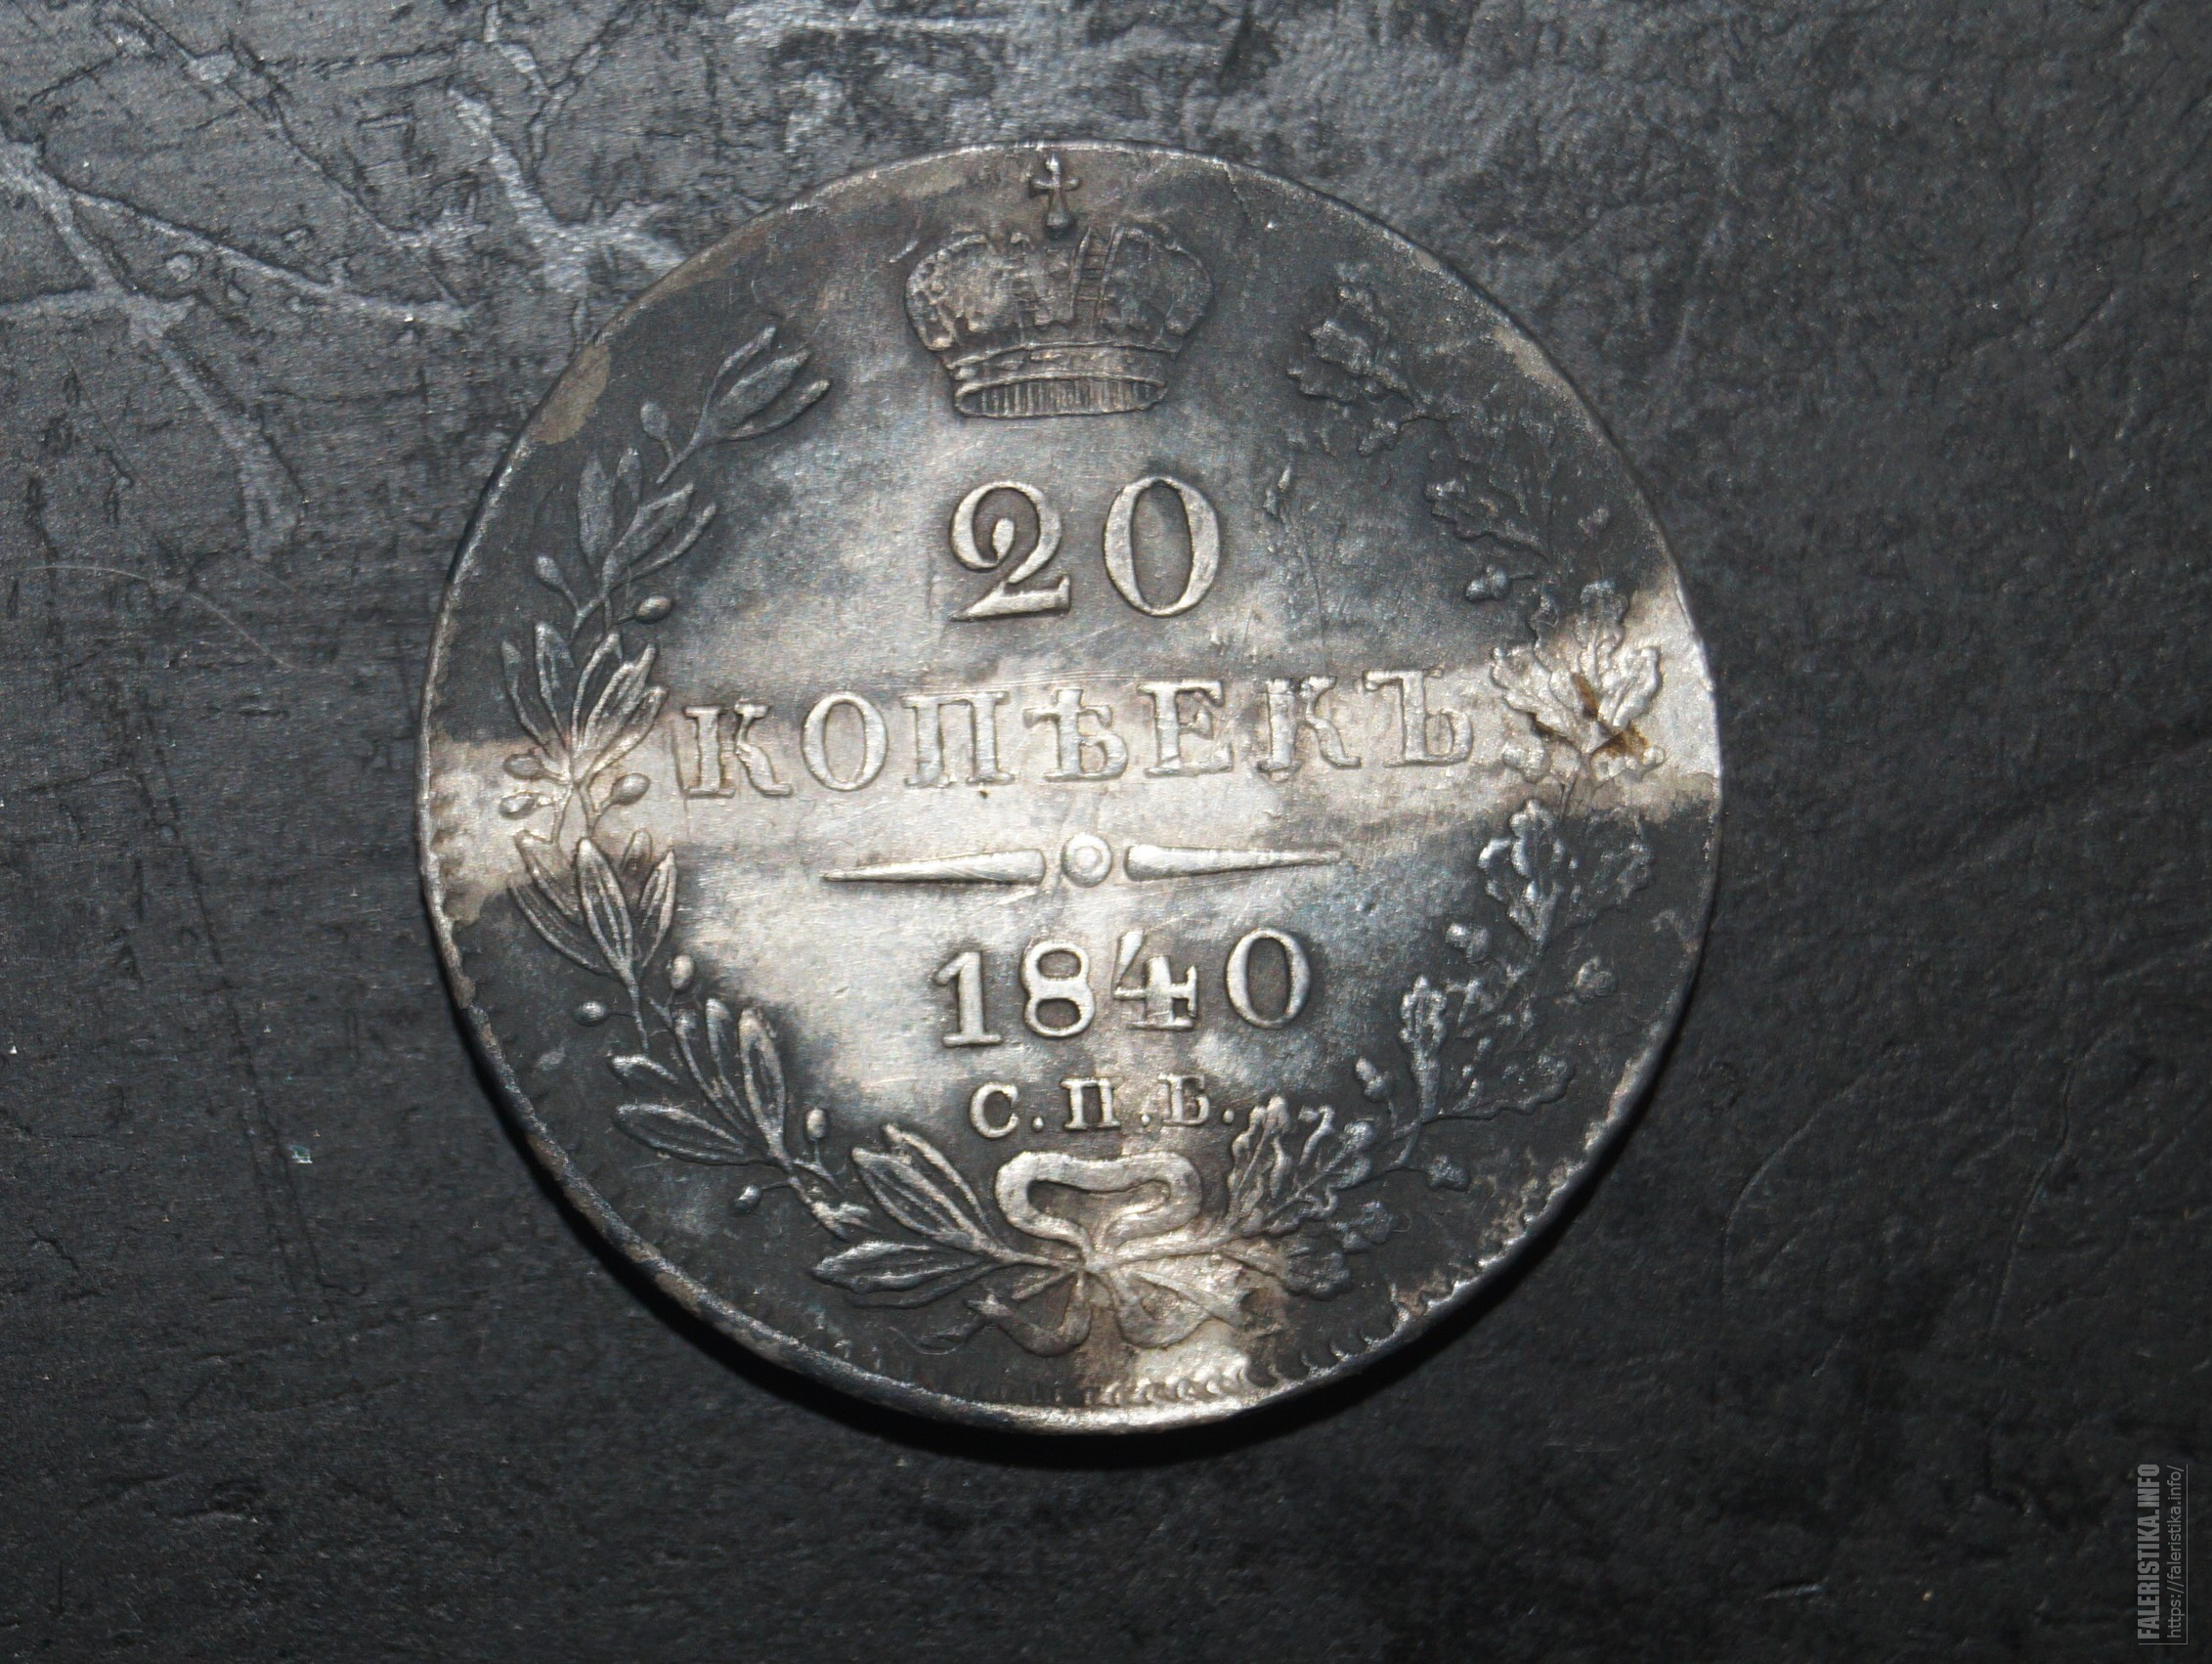 20
КОПѢЕКЪ
1840
С.П.Б.
FALERISTIKA.INFO
https://faleristika.info/